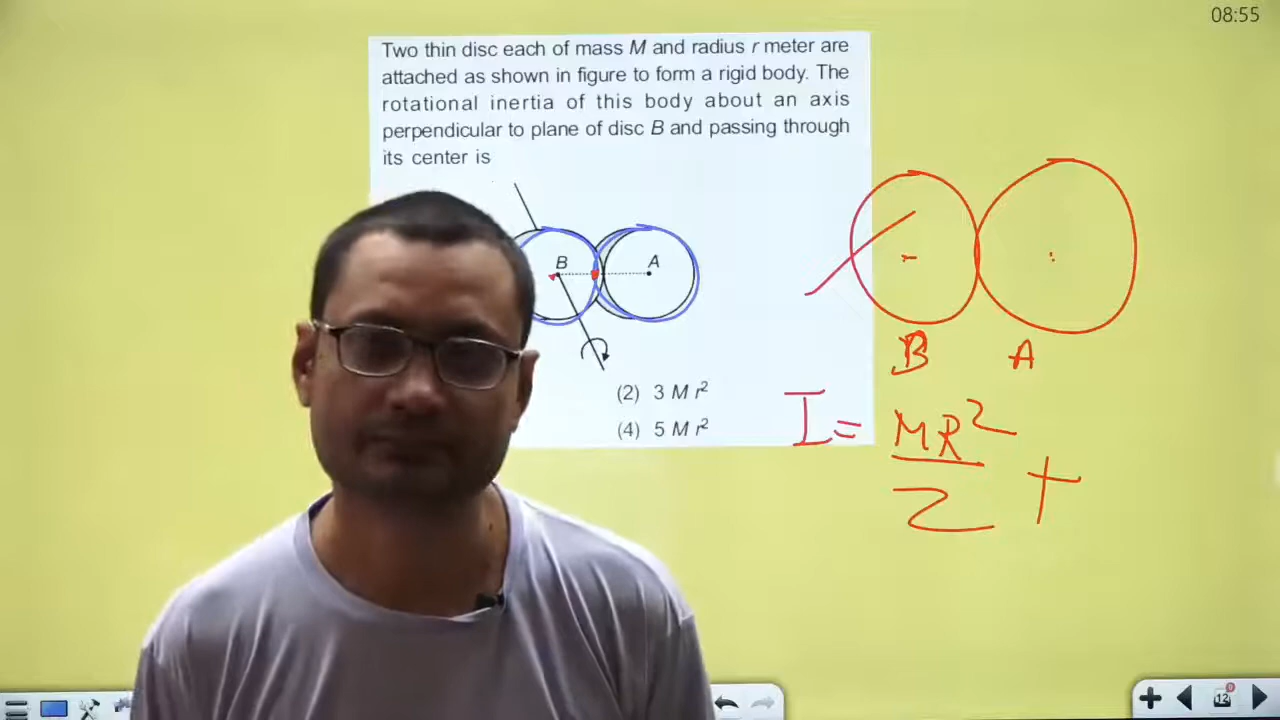 08:55
Two thin disc each of mass M and radius r meter are
attached as shown in figure to form a rigid body. The
rotational inertia of this body about an axis
perpendicular to plane of disc B and passing through
its center is
B
A
(2) 3 M r²
(4) 5 M r²
B A
I = MR²/2 +
12